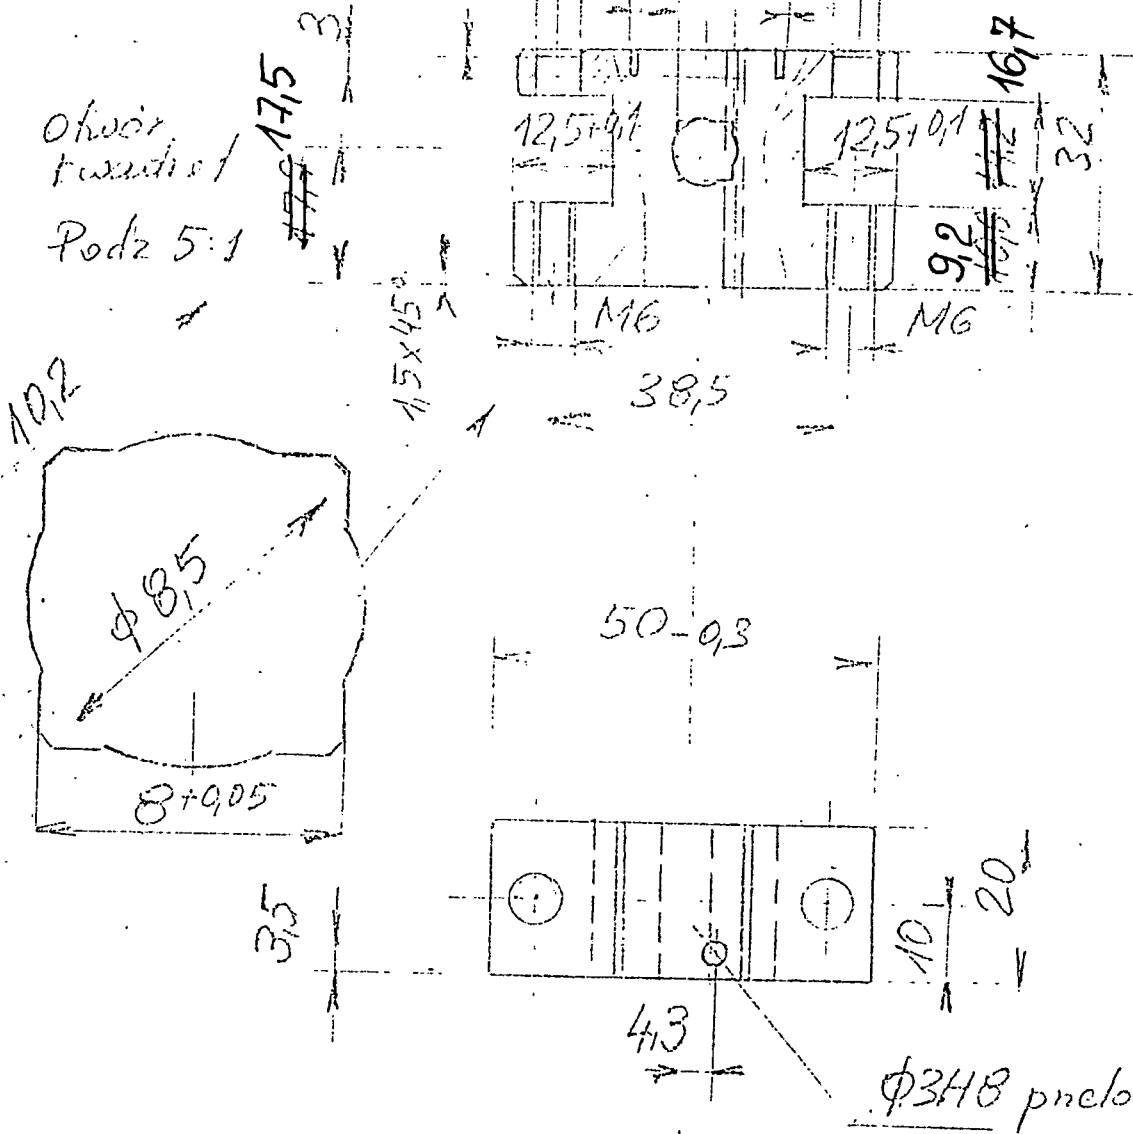 3
17,5
16,7
Otwór
Podz 5:1
12,5+0,1
12,5+0,1
32
9,2
M6
M6
1,5x45°
38,5
10,2
ϕ8,5
50-0,3
8+0,05
3,5
20
10
4,3
ϕ3H8 przelo